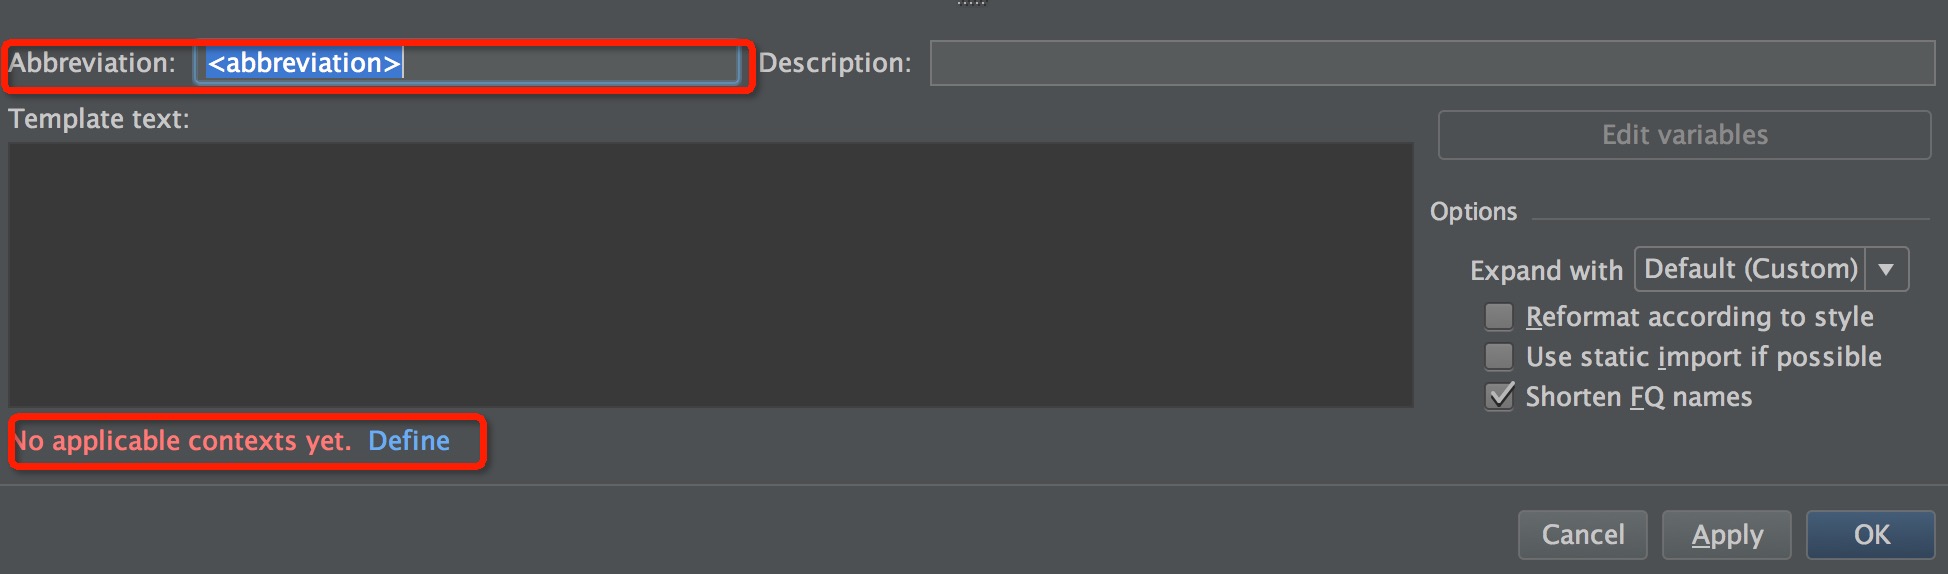 Abbreviation: <abbreviation> Description:
Template text:
Edit variables
Options
Expand with Default (Custom)
Reformat according to style
Use static import if possible
Shorten FQ names
No applicable contexts yet. Define
Cancel Apply OK